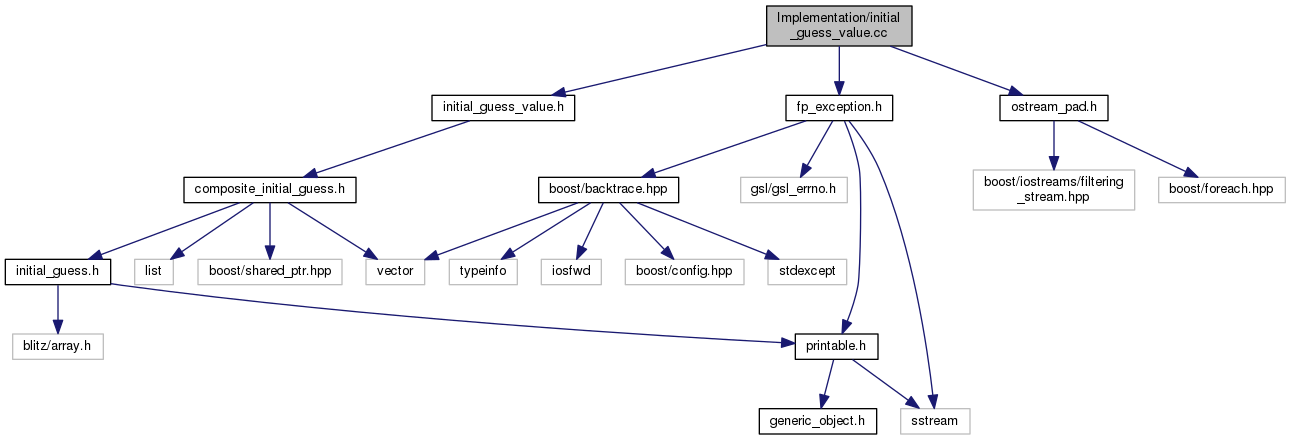 Implementation/initial
_guess_value.cc
initial_guess_value.h
fp_exception.h
ostream_pad.h
composite_initial_guess.h
boost/backtrace.hpp
gsl/gsl_errno.h
boost/iostreams/filtering
_stream.hpp
boost/foreach.hpp
initial_guess.h
list
boost/shared_ptr.hpp
vector
typeinfo
iosfwd
boost/config.hpp
stdexcept
blitz/array.h
printable.h
generic_object.h
sstream